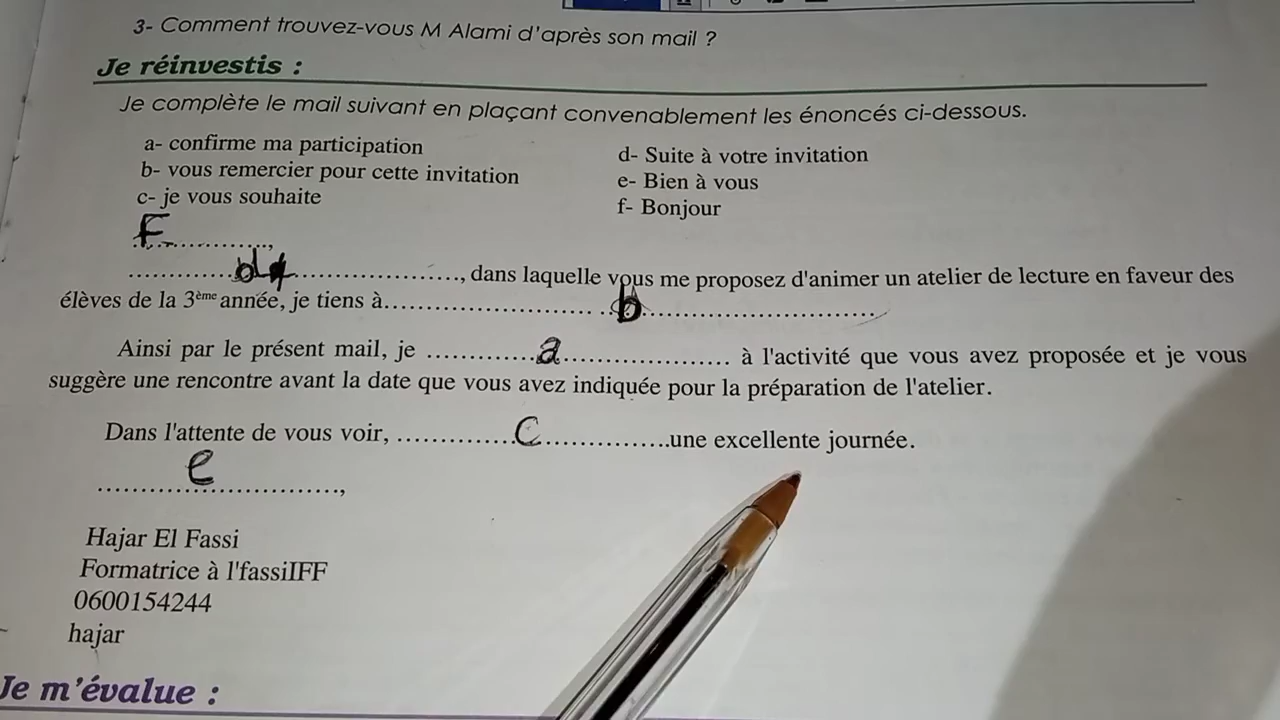 3- Comment trouvez-vous M Alami d'après son mail ?
Je réinvestis :
Je complète le mail suivant en plaçant convenablement les énoncés ci-dessous.
a- confirme ma participation
b- vous remercier pour cette invitation
c- je vous souhaite
d- Suite à votre invitation
e- Bien à vous
f- Bonjour
F..............,
............................................, dans laquelle vous me proposez d'animer un atelier de lecture en faveur des
élèves de la 3ème année, je tiens à.............................. b..............................
Ainsi par le présent mail, je .............a..................... à l'activité que vous avez proposée et je vous
suggère une rencontre avant la date que vous avez indiquée pour la préparation de l'atelier.
Dans l'attente de vous voir, .............C................une excellente journée.
e
..............................,
Hajar El Fassi
Formatrice à l'fassiIFF
0600154244
hajar
Je m'évalue :